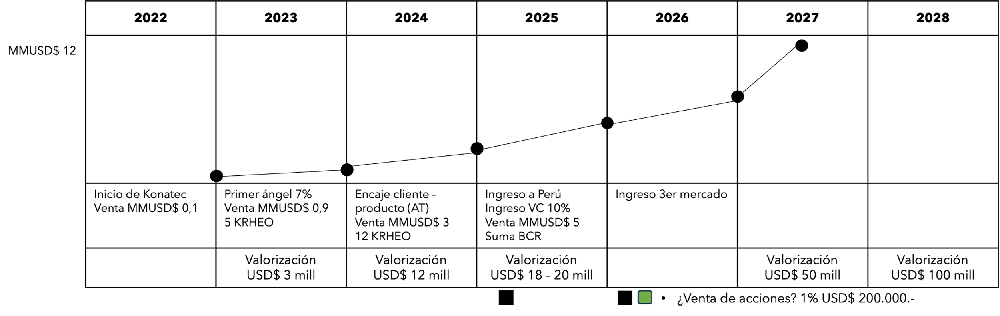 2022 2023 2024 2025 2026 2027 2028
MMUSD$ 12
Inicio de Konatec
Venta MMUSD$ 0,1
Primer ángel 7%
Venta MMUSD$ 0,9
5 KRHEO
Encaje cliente –
producto (AT)
Venta MMUSD$ 3
12 KRHEO
Ingreso a Perú
Ingreso VC 10%
Venta MMUSD$ 5
Suma BCR
Ingreso 3er mercado
Valorización
USD$ 3 mill
Valorización
USD$ 12 mill
Valorización
USD$ 18 – 20 mill
Valorización
USD$ 50 mill
Valorización
USD$ 100 mill
• ¿Venta de acciones? 1% USD$ 200.000.-